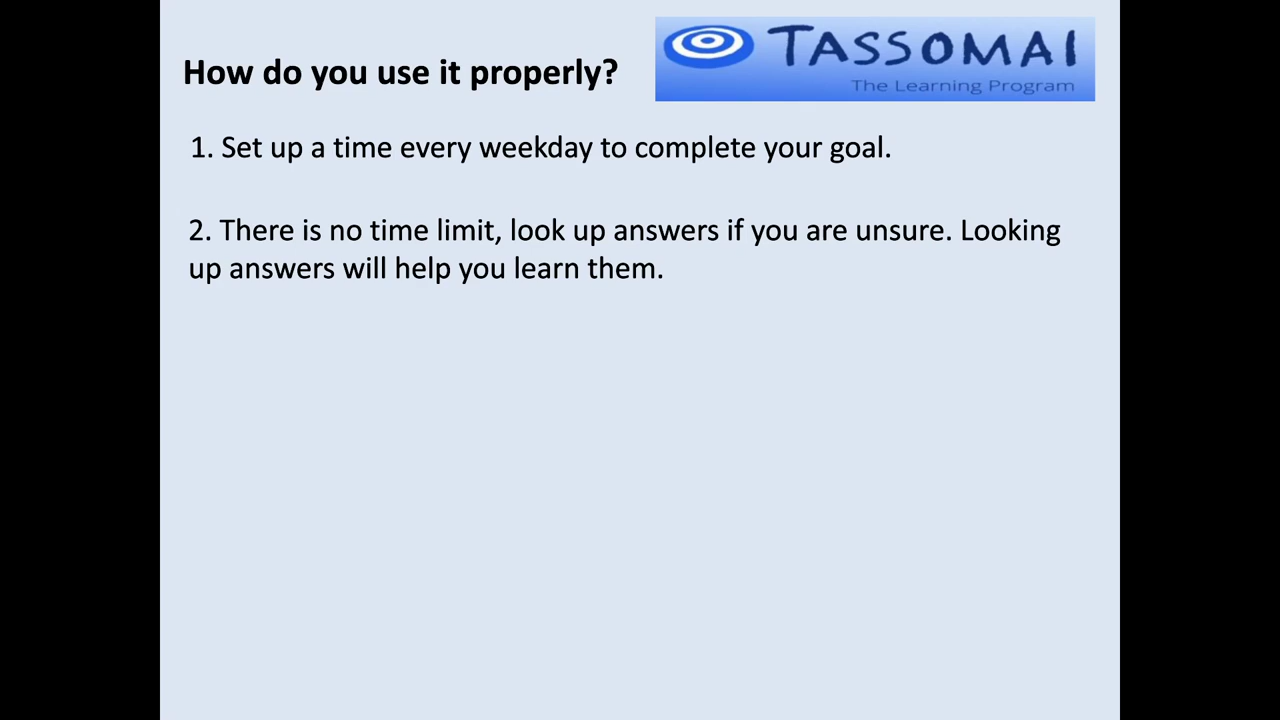 How do you use it properly?
TASSOMAI
The Learning Program
1. Set up a time every weekday to complete your goal.
2. There is no time limit, look up answers if you are unsure. Looking
up answers will help you learn them.